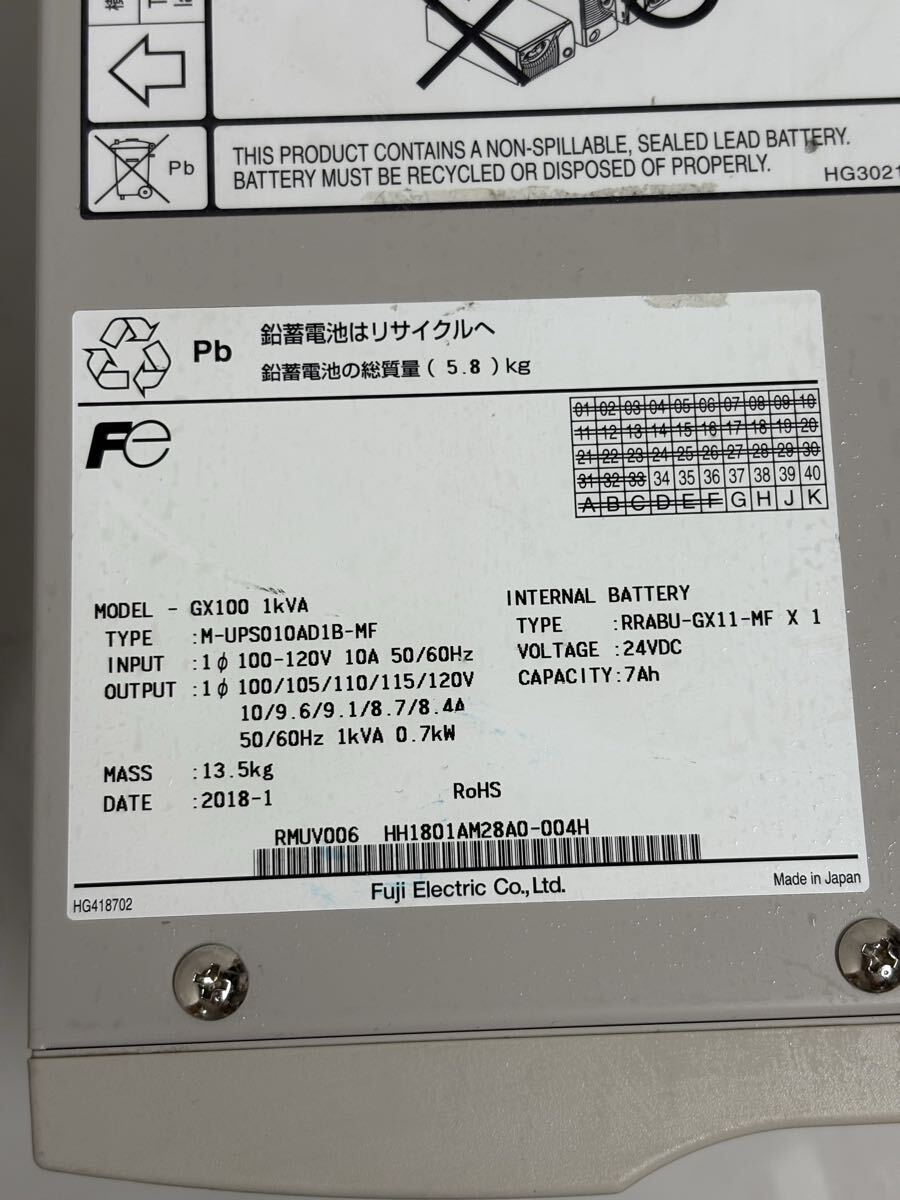 Pb
THIS PRODUCT CONTAINS A NON-SPILLABLE, SEALED LEAD BATTERY.
BATTERY MUST BE RECYCLED OR DISPOSED OF PROPERLY.
HG3021
Pb
鉛蓄電池はリサイクルへ
鉛蓄電池の総質量 ( 5.8 ) kg
Fe
01 02 03 04 05 06 07 08 09 10
11 12 13 14 15 16 17 18 19 20
21 22 23 24 25 26 27 28 29 30
31 32 33 34 35 36 37 38 39 40
A B C D E F G H J K
MODEL - GX100 1kVA
TYPE :M-UPS010AD1B-MF
INPUT :1φ 100-120V 10A 50/60Hz
OUTPUT :1φ 100/105/110/115/120V
10/9.6/9.1/8.7/8.4A
50/60Hz 1kVA 0.7kW
MASS :13.5kg
DATE :2018-1
INTERNAL BATTERY
TYPE :RRABU-GX11-MF X 1
VOLTAGE :24VDC
CAPACITY:7Ah
RoHS
RMUV006 HH1801AM28A0-004H
Fuji Electric Co.,Ltd.
Made in Japan
HG418702